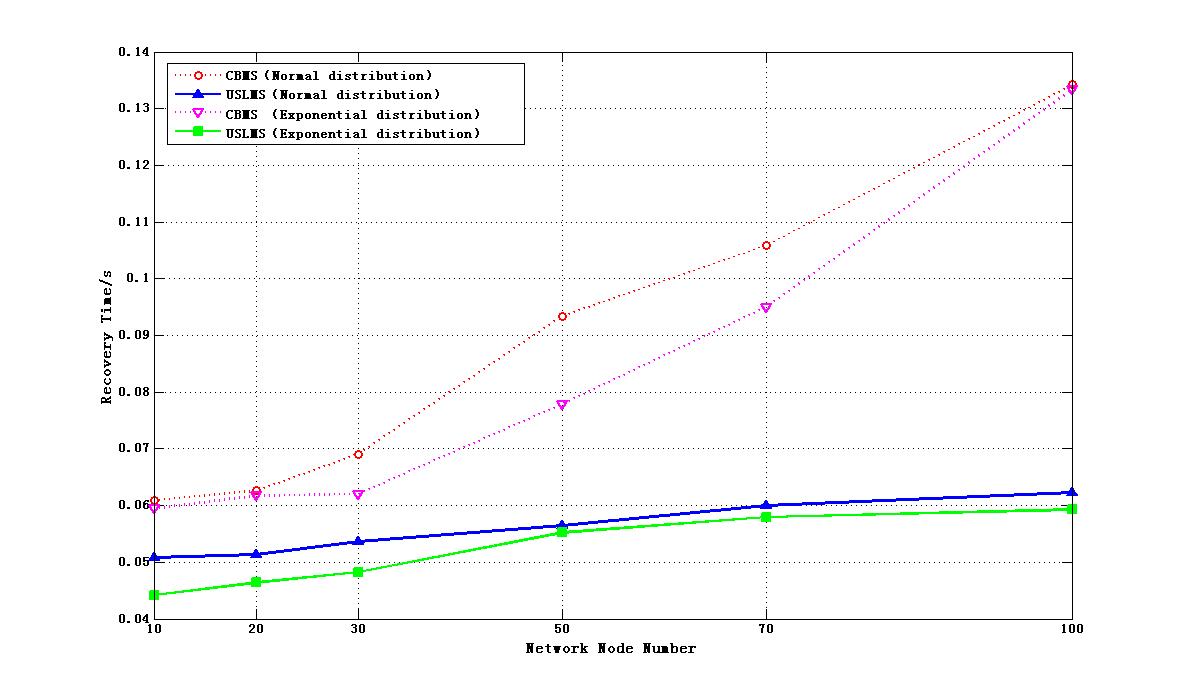 0.14
CBMS (Normal distribution)
USLMS (Normal distribution)
CBMS (Exponential distribution)
USLMS (Exponential distribution)
0.13
0.12
0.11
0.1
0.09
0.08
0.07
0.06
0.05
0.04
Recovery Time/s
10 20 30 50 70 100
Network Node Number